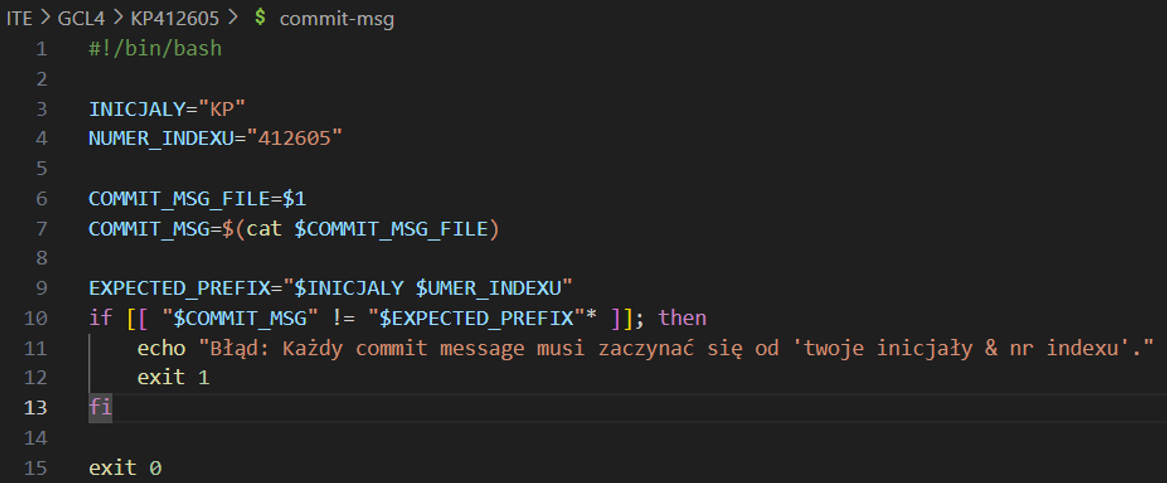 ITE > GCL4 > KP412605 > $ commit-msg
1 #!/bin/bash
2
3 INICJALY="KP"
4 NUMER_INDEXU="412605"
5
6 COMMIT_MSG_FILE=$1
7 COMMIT_MSG=$(cat $COMMIT_MSG_FILE)
8
9 EXPECTED_PREFIX="$INICJALY $UMER_INDEXU"
10 if [[ "$COMMIT_MSG" != "$EXPECTED_PREFIX"* ]]; then
11     echo "Błąd: Każdy commit message musi zaczynać się od 'twoje inicjały & nr indexu'."
12     exit 1
13 fi
14
15 exit 0